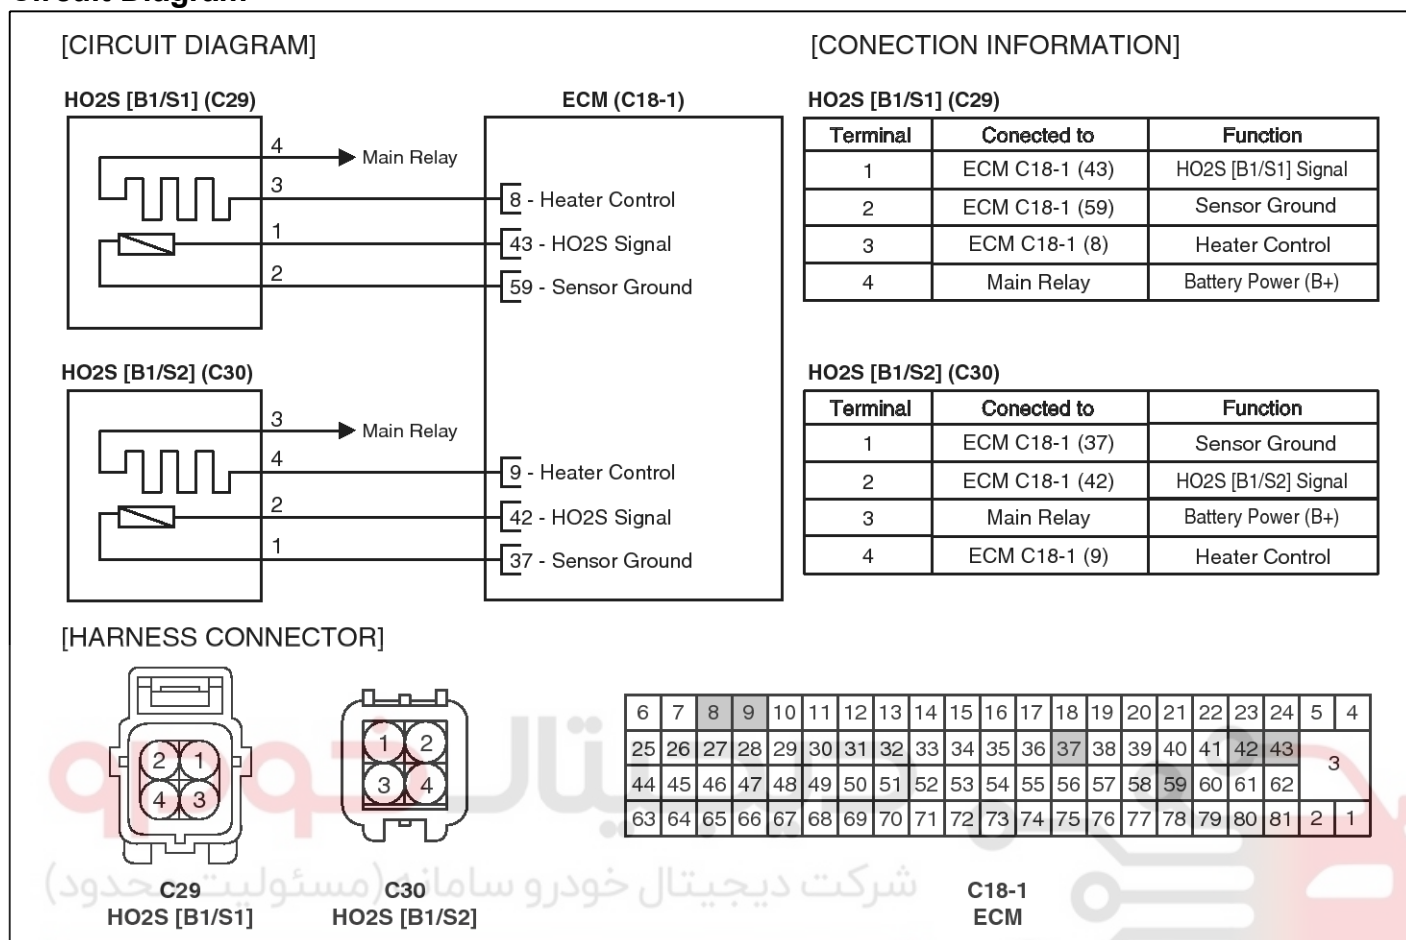 [CIRCUIT DIAGRAM]
HO2S [B1/S1] (C29)
ECM (C18-1)
4
Main Relay
3
8 - Heater Control
1
43 - HO2S Signal
2
59 - Sensor Ground
HO2S [B1/S2] (C30)
3
Main Relay
4
9 - Heater Control
2
42 - HO2S Signal
1
37 - Sensor Ground
[CONECTION INFORMATION]
HO2S [B1/S1] (C29)
Terminal Conected to Function
1 ECM C18-1 (43) HO2S [B1/S1] Signal
2 ECM C18-1 (59) Sensor Ground
3 ECM C18-1 (8) Heater Control
4 Main Relay Battery Power (B+)
HO2S [B1/S2] (C30)
Terminal Conected to Function
1 ECM C18-1 (37) Sensor Ground
2 ECM C18-1 (42) HO2S [B1/S2] Signal
3 Main Relay Battery Power (B+)
4 ECM C18-1 (9) Heater Control
[HARNESS CONNECTOR]
2 1
4 3
C29
HO2S [B1/S1]
1 2
3 4
C30
HO2S [B1/S2]
6 7 8 9 10 11 12 13 14 15 16 17 18 19 20 21 22 23 24 5 4
25 26 27 28 29 30 31 32 33 34 35 36 37 38 39 40 41 42 43 3
44 45 46 47 48 49 50 51 52 53 54 55 56 57 58 59 60 61 62
63 64 65 66 67 68 69 70 71 72 73 74 75 76 77 78 79 80 81 2 1
C18-1
ECM
دیجیتال خودرو
شرکت دیجیتال خودرو سامانه (مسئولیت محدود)